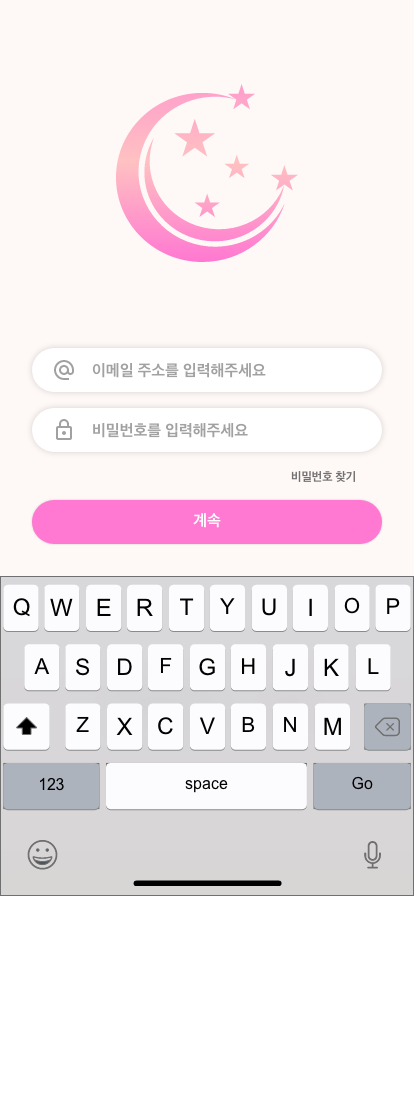 이메일 주소를 입력해주세요
비밀번호를 입력해주세요
비밀번호 찾기
계속
Q W E R T Y U I O P
A S D F G H J K L
Z X C V B N M
123 space Go